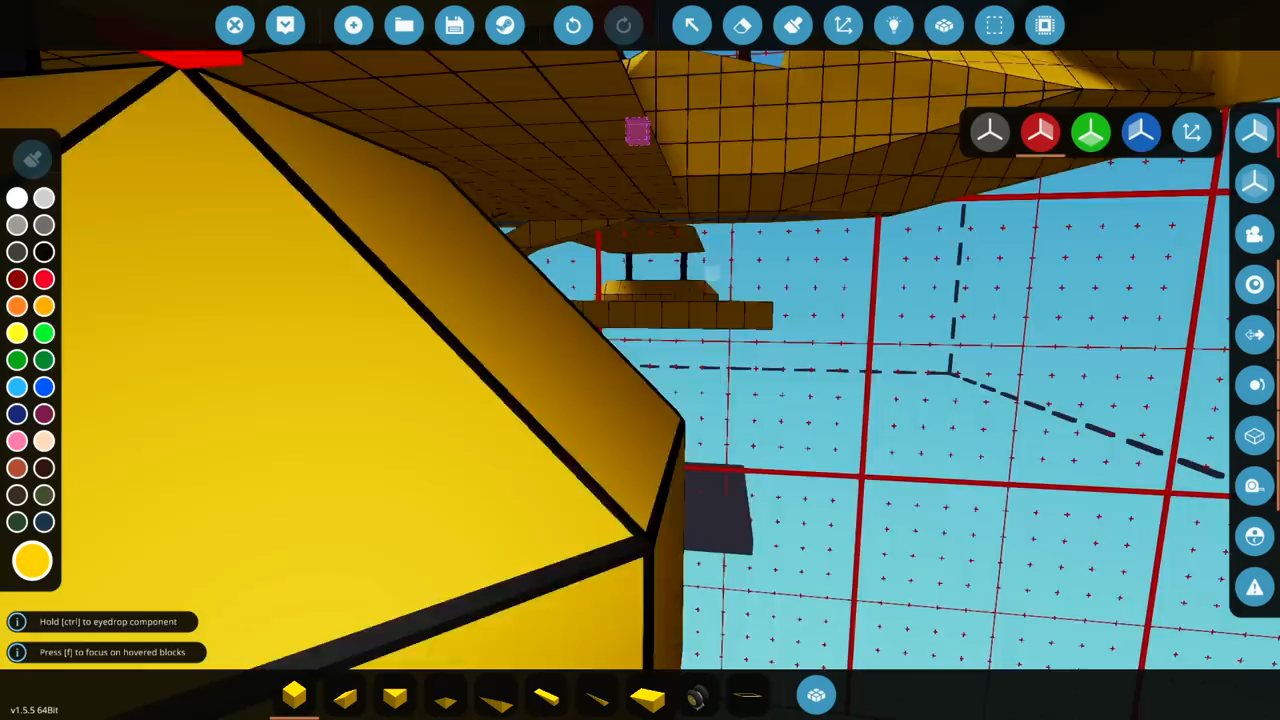 Hold [ctrl] to eyedrop component
Press [f] to focus on hovered blocks
v1.5.5 64Bit